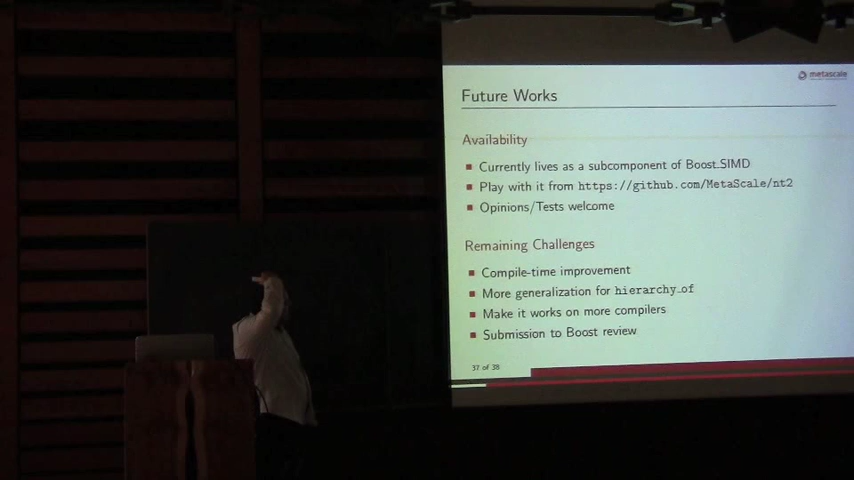 metascale
Future Works
Availability
Currently lives as a subcomponent of Boost.SIMD
Play with it from https://github.com/MetaScale/nt2
Opinions/Tests welcome
Remaining Challenges
Compile-time improvement
More generalization for hierarchy_of
Make it works on more compilers
Submission to Boost review
37 of 38